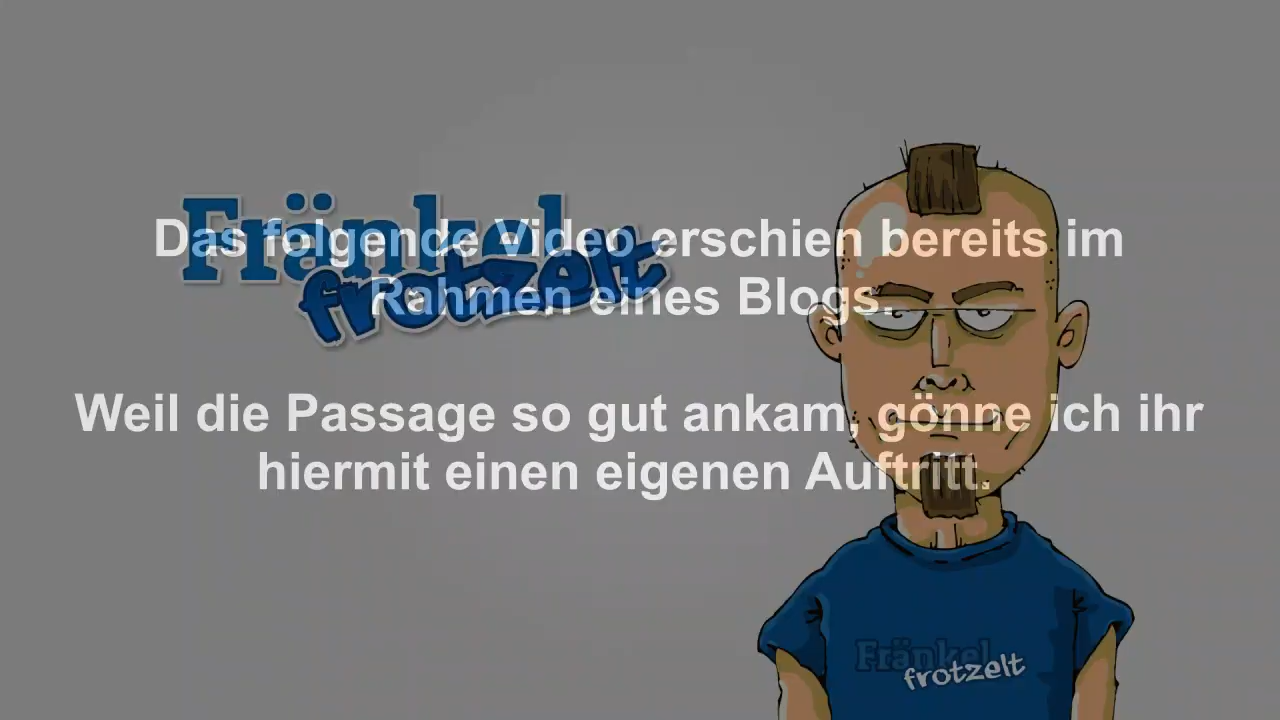 Fränkel
frotzelt
Das folgende Video erschien bereits im
Rahmen eines Blogs.
Weil die Passage so gut ankam, gönne ich ihr
hiermit einen eigenen Auftritt.
Fränkel
frotzelt